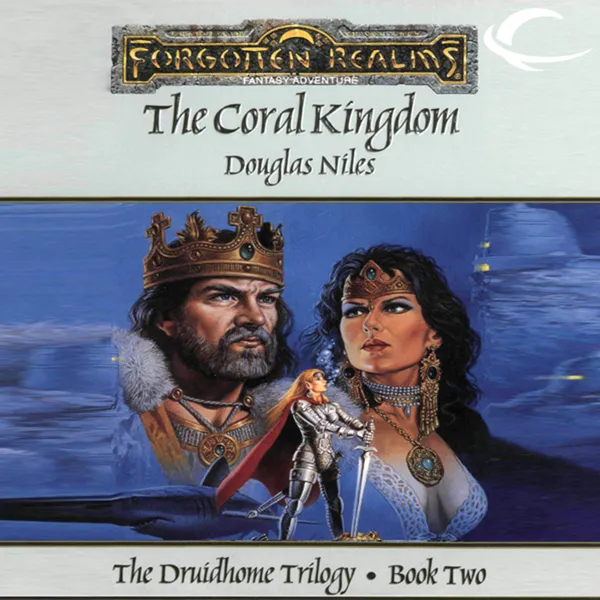 FORGOTTEN REALMS
FANTASY ADVENTURE
The Coral Kingdom
Douglas Niles
The Druidhome Trilogy • Book Two